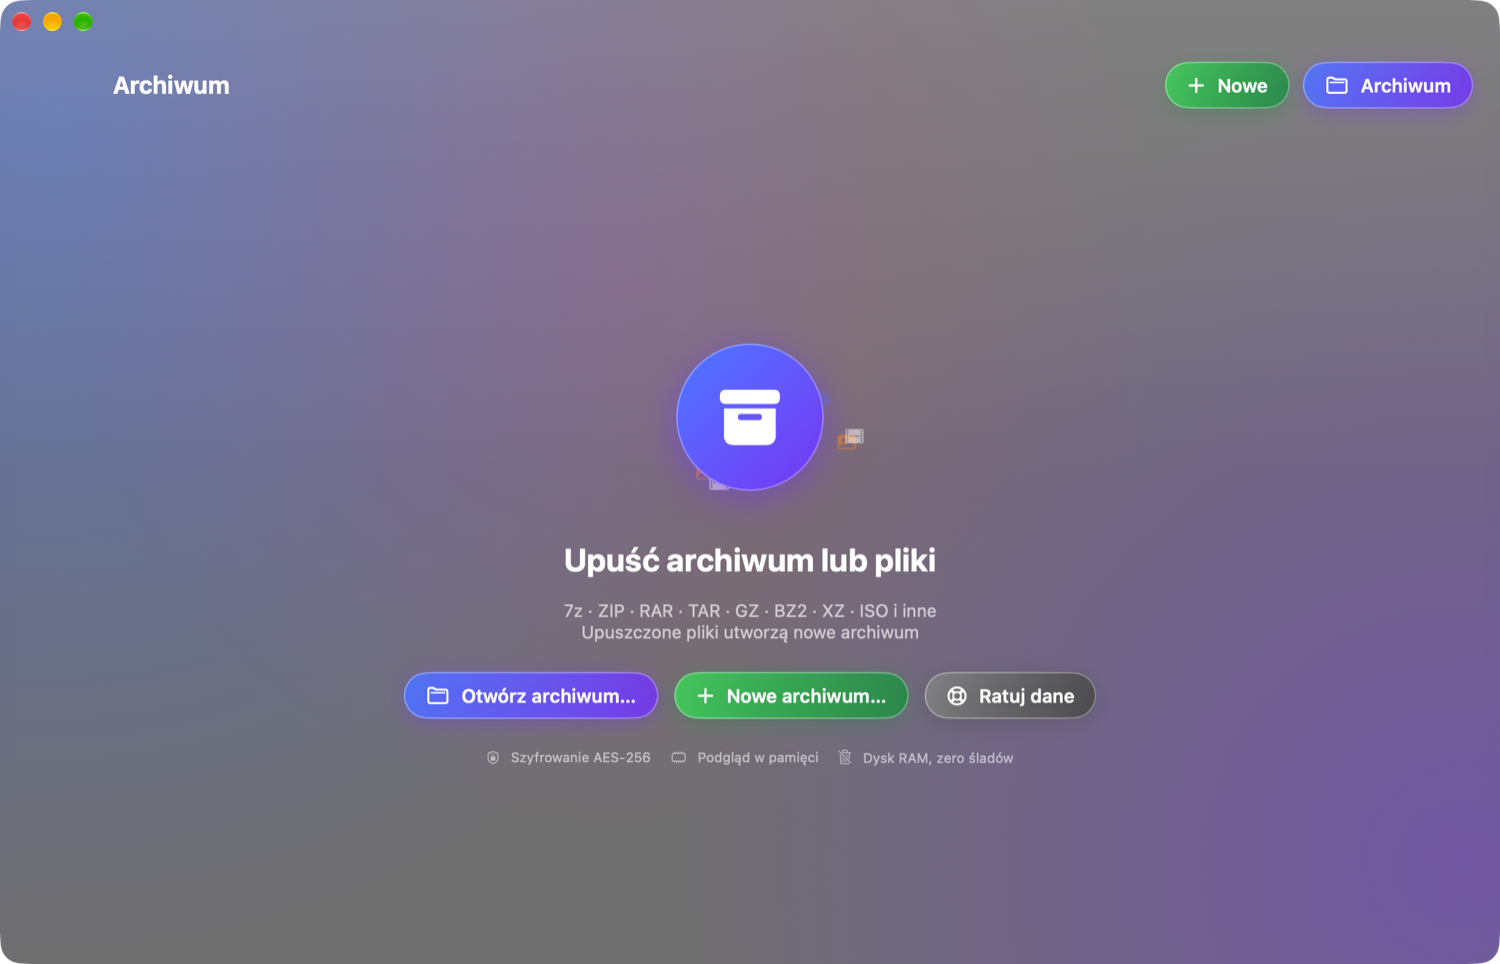 Archiwum
Nowe
Archiwum
Upuść archiwum lub pliki
7z · ZIP · RAR · TAR · GZ · BZ2 · XZ · ISO i inne
Upuszczone pliki utworzą nowe archiwum
Otwórz archiwum...
Nowe archiwum...
Ratuj dane
Szyfrowanie AES-256
Podgląd w pamięci
Dysk RAM, zero śladów